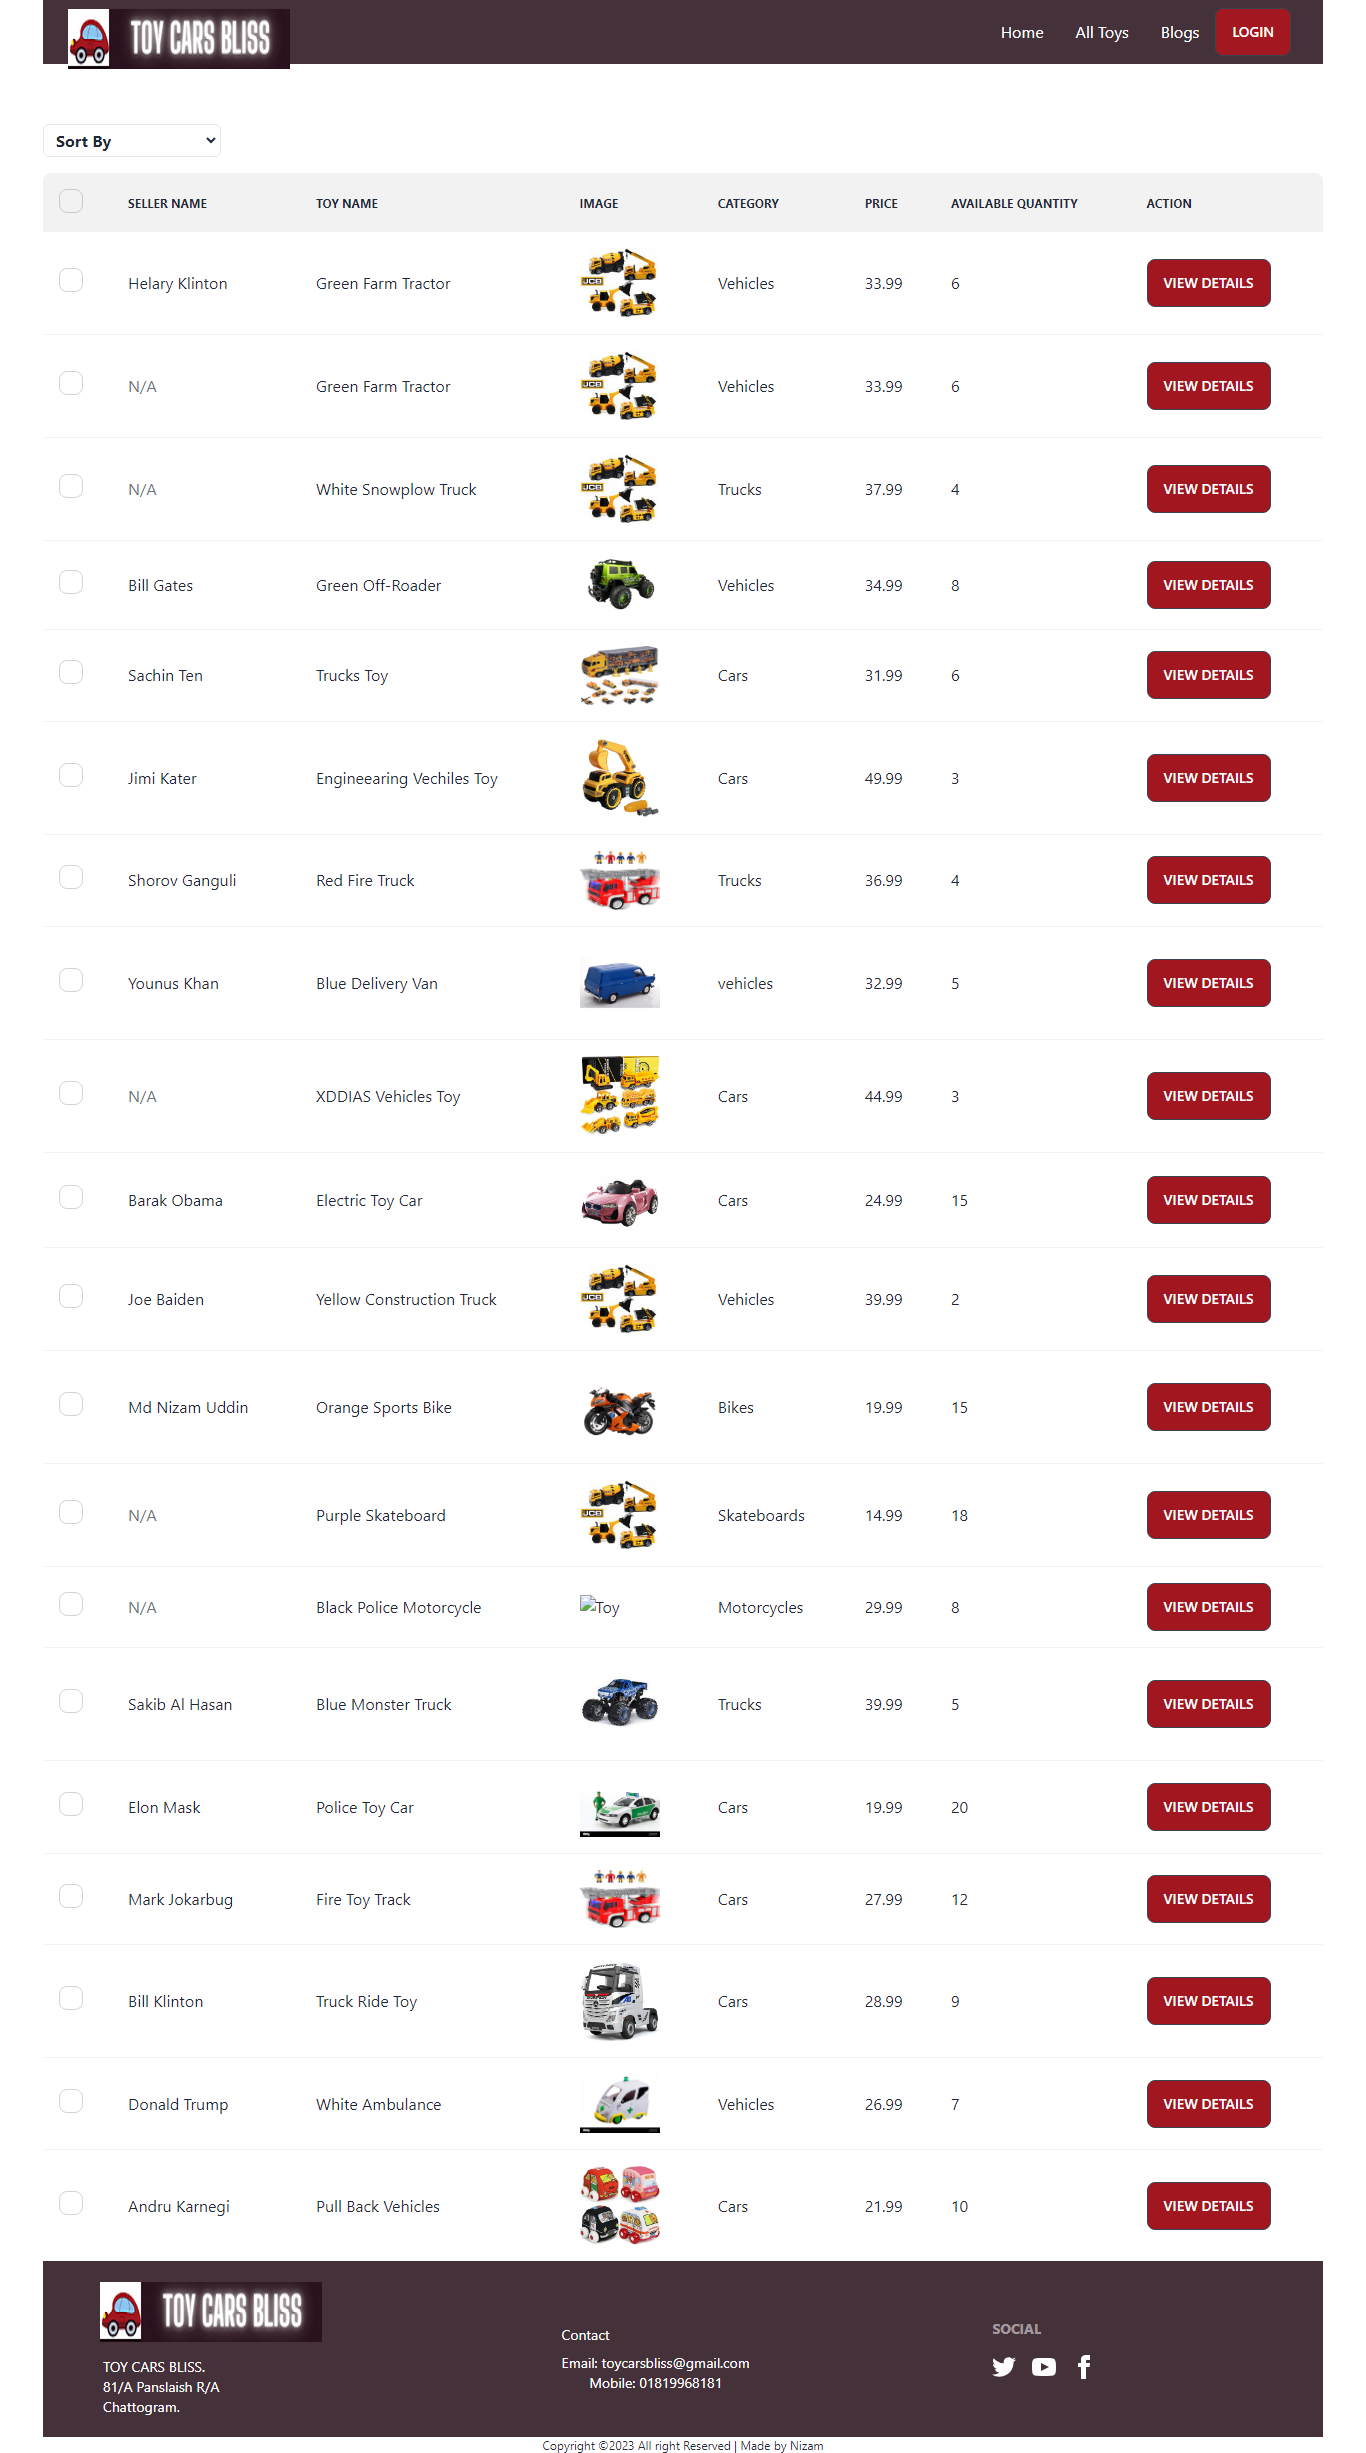 TOY CARS BLISS
Home All Toys Blogs LOGIN
Sort By
SELLER NAME TOY NAME IMAGE CATEGORY PRICE AVAILABLE QUANTITY ACTION
Helary Klinton Green Farm Tractor JCB Vehicles 33.99 6 VIEW DETAILS
N/A Green Farm Tractor JCB Vehicles 33.99 6 VIEW DETAILS
N/A White Snowplow Truck JCB Trucks 37.99 4 VIEW DETAILS
Bill Gates Green Off-Roader Vehicles 34.99 8 VIEW DETAILS
Sachin Ten Trucks Toy Cars 31.99 6 VIEW DETAILS
Jimi Kater Engineearing Vechiles Toy Cars 49.99 3 VIEW DETAILS
Shorov Ganguli Red Fire Truck Trucks 36.99 4 VIEW DETAILS
Younus Khan Blue Delivery Van vehicles 32.99 5 VIEW DETAILS
N/A XDDIAS Vehicles Toy Cars 44.99 3 VIEW DETAILS
Barak Obama Electric Toy Car Cars 24.99 15 VIEW DETAILS
Joe Baiden Yellow Construction Truck JCB Vehicles 39.99 2 VIEW DETAILS
Md Nizam Uddin Orange Sports Bike Bikes 19.99 15 VIEW DETAILS
N/A Purple Skateboard JCB Skateboards 14.99 18 VIEW DETAILS
N/A Black Police Motorcycle Toy Motorcycles 29.99 8 VIEW DETAILS
Sakib Al Hasan Blue Monster Truck Trucks 39.99 5 VIEW DETAILS
Elon Mask Police Toy Car Cars 19.99 20 VIEW DETAILS
Mark Jokarbug Fire Toy Track Cars 27.99 12 VIEW DETAILS
Bill Klinton Truck Ride Toy Cars 28.99 9 VIEW DETAILS
Donald Trump White Ambulance Vehicles 26.99 7 VIEW DETAILS
Andru Karnegi Pull Back Vehicles Cars 21.99 10 VIEW DETAILS
TOY CARS BLISS
TOY CARS BLISS.
81/A Panslaish R/A
Chattogram.
Contact
Email: toycarsbliss@gmail.com
Mobile: 01819968181
SOCIAL
Copyright ©2023 All right Reserved | Made by Nizam